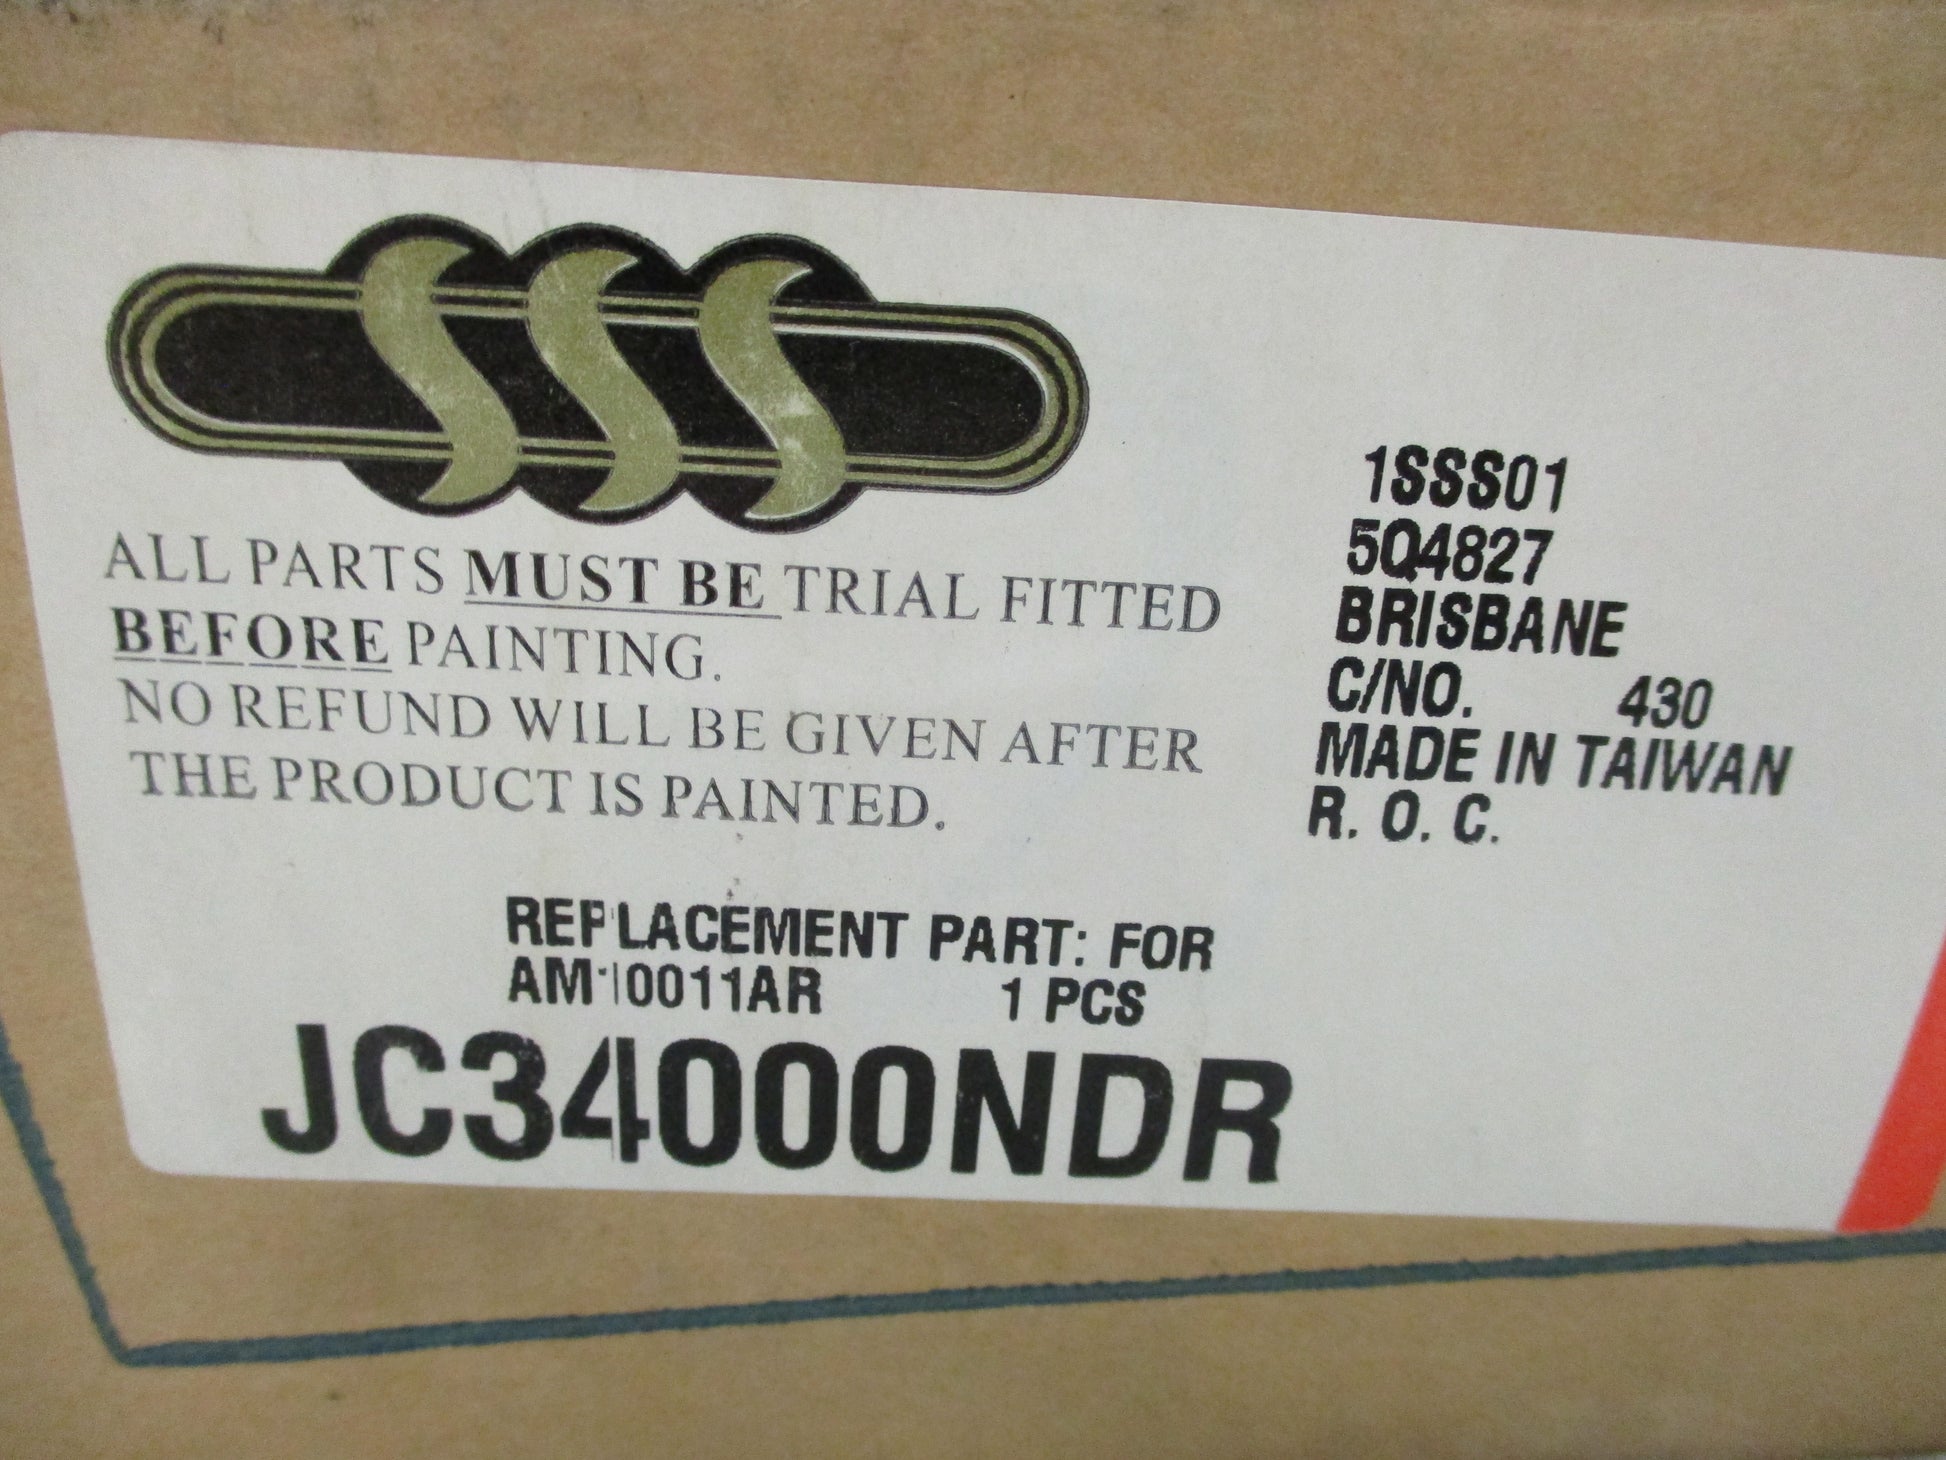 SSS
ALL PARTS MUST BE TRIAL FITTED
BEFORE PAINTING.
NO REFUND WILL BE GIVEN AFTER
THE PRODUCT IS PAINTED.
1SSS01
5Q4827
BRISBANE
C/NO. 430
MADE IN TAIWAN
R. O. C.
REPLACEMENT PART: FOR
AM10011AR 1 PCS
JC34000NDR